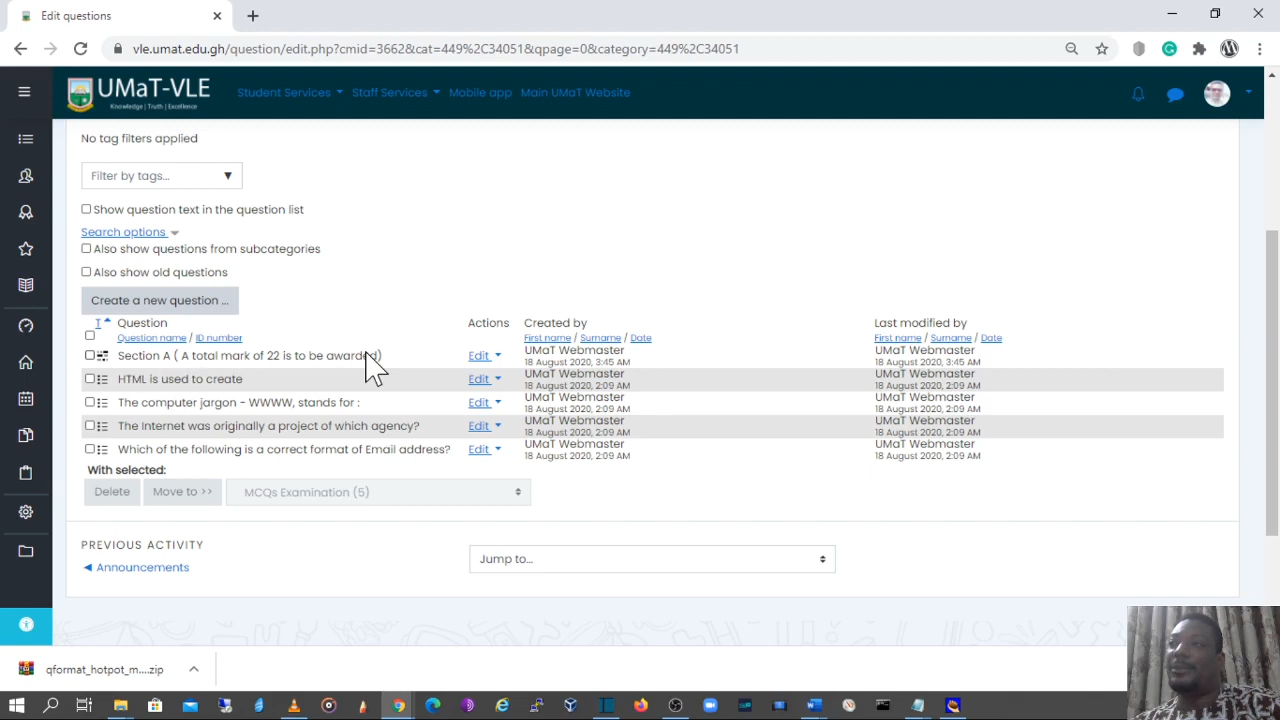 Edit questions
vle.umat.edu.gh/question/edit.php?cmid=3662&cat=449%2C34051&qpage=0&category=449%2C34051
UMaT-VLE
Knowledge | Truth | Excellence
Student Services Staff Services Mobile app Main UMaT Website
No tag filters applied
Filter by tags...
Show question text in the question list
Search options
Also show questions from subcategories
Also show old questions
Create a new question ...
T Question Actions Created by Last modified by
Question name / ID number First name / Surname / Date First name / Surname / Date
Section A ( A total mark of 22 is to be awarded) Edit UMaT Webmaster UMaT Webmaster
18 August 2020, 3:45 AM 18 August 2020, 3:45 AM
HTML is used to create Edit UMaT Webmaster UMaT Webmaster
18 August 2020, 2:09 AM 18 August 2020, 2:09 AM
The computer jargon - WWWW, stands for : Edit UMaT Webmaster UMaT Webmaster
18 August 2020, 2:09 AM 18 August 2020, 2:09 AM
The Internet was originally a project of which agency? Edit UMaT Webmaster UMaT Webmaster
18 August 2020, 2:09 AM 18 August 2020, 2:09 AM
Which of the following is a correct format of Email address? Edit UMaT Webmaster UMaT Webmaster
18 August 2020, 2:09 AM 18 August 2020, 2:09 AM
With selected:
Delete Move to >> MCQs Examination (5)
PREVIOUS ACTIVITY
Jump to...
◄ Announcements
qformat_hotpot_m....zip